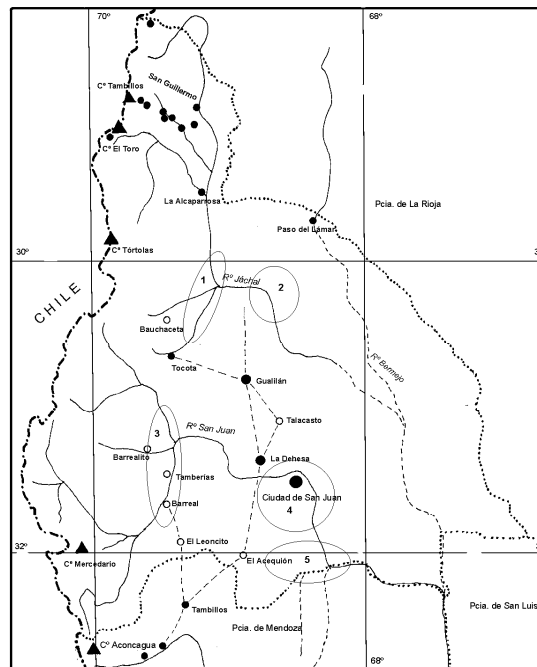 70º
68º
Cº Tambillos
San Guillermo
Cº El Toro
La Alcaparrosa
Pcia. de La Rioja
Paso del Lámar
Cº Tórtolas
30º
CHILE
1
Rº Jáchal
2
Bauchaceta
Tocota
Rº Bermejo
Gualilán
Talacasto
Rº San Juan
3
Barrealito
La Dehesa
Tamberías
Ciudad de San Juan
4
Barreal
El Leoncito
32º
El Acequión
5
Cº Mercedario
Pcia. de San Luis
Tambillos
Pcia. de Mendoza
Cº Aconcagua
68º